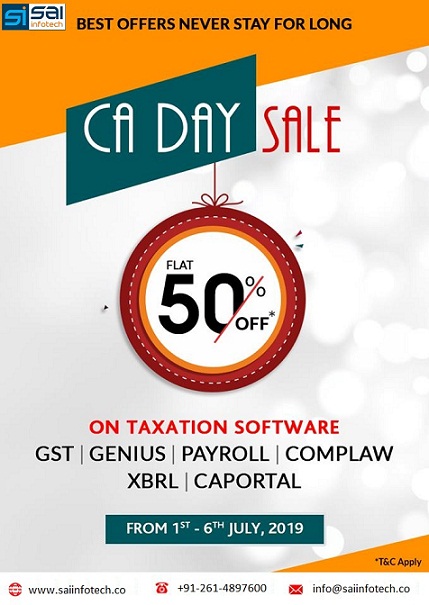 Si sai infotech
BEST OFFERS NEVER STAY FOR LONG
CA DAY SALE
FLAT
50% OFF*
ON TAXATION SOFTWARE
GST | GENIUS | PAYROLL | COMPLAW
XBRL | CAPORTAL
FROM 1ST - 6TH JULY, 2019
*T&C Apply
www.saiinfotech.co +91-261-4897600 info@saiinfotech.co